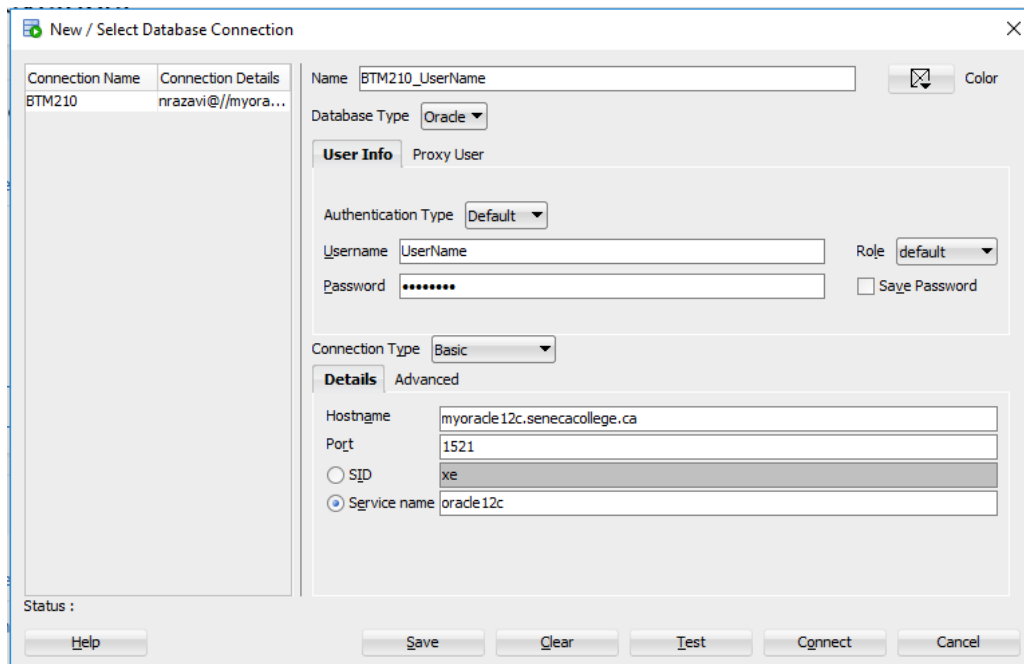 New / Select Database Connection
Connection Name Connection Details
BTM210 nrazavi@//myora...
Name BTM210_UserName Color
Database Type Oracle
User Info Proxy User
Authentication Type Default
Username UserName Role default
Password •••••••• Save Password
Connection Type Basic
Details Advanced
Hostname myoracle12c.senecacollege.ca
Port 1521
SID xe
Service name oracle12c
Status :
Help Save Clear Test Connect Cancel